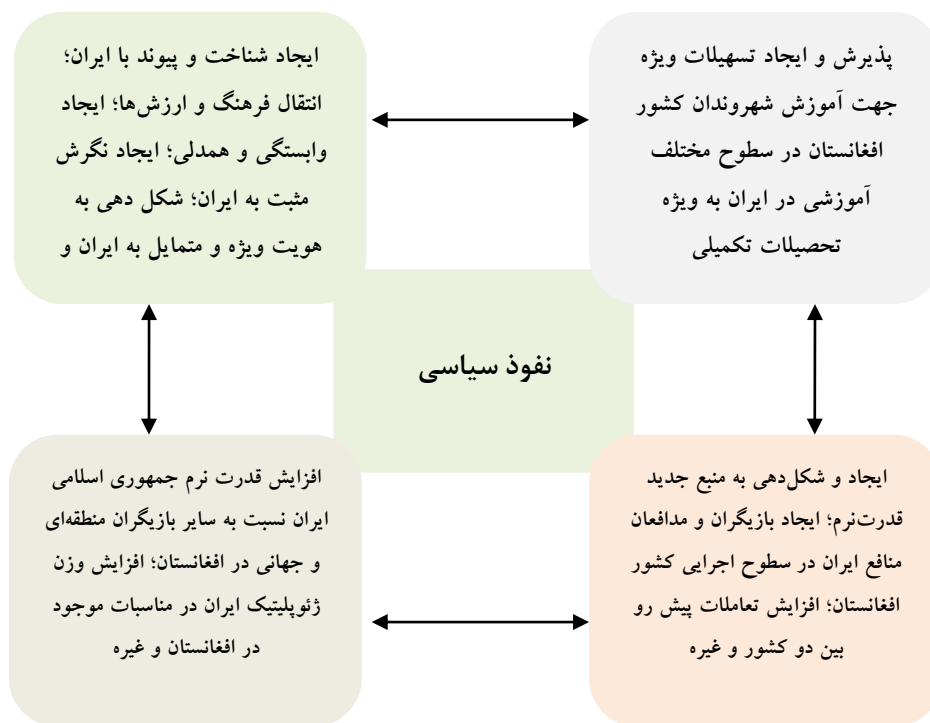 پذیرش و ایجاد تسهیلات ویژه
جهت آموزش شهروندان کشور
افغانستان در سطوح مختلف
آموزشی در ایران به ویژه
تحصیلات تکمیلی
ایجاد شناخت و پیوند با ایران؛
انتقال فرهنگ و ارزش‌ها؛ ایجاد
وابستگی و همدلی؛ ایجاد نگرش
مثبت به ایران؛ شکل دهی به
هویت ویژه و متمایل به ایران و
نفوذ سیاسی
ایجاد و شکل‌دهی به منبع جدید
قدرت‌نرم؛ ایجاد بازیگران و مدافعان
منافع ایران در سطوح اجرایی کشور
افغانستان؛ افزایش تعاملات پیش رو
بین دو کشور و غیره
افزایش قدرت نرم جمهوری اسلامی
ایران نسبت به سایر بازیگران منطقه‌ای
و جهانی در افغانستان؛ افزایش وزن
ژئوپلیتیک ایران در مناسبات موجود
در افغانستان و غیره